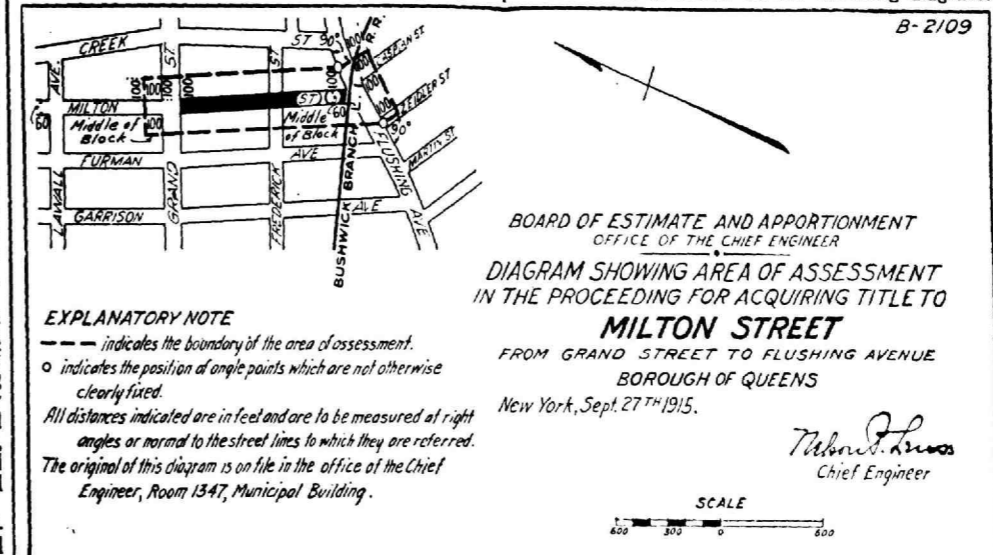 B-2109
CREEK ST
AVE.
ST
ST
90°
100'
R.R.
CASPIAN ST
ZEIDLER ST
100'
100'
100'
100'
100'
60'
MILTON (ST)
60'
Middle of
Block
100'
Middle
of Block
90°
FURMAN AVE
MARTIN ST.
GARRISON AVE
LAWALL
GRAND
FREDERICK
BUSHWICK BRANCH L.
FLUSHING AVE
BOARD OF ESTIMATE AND APPORTIONMENT
OFFICE OF THE CHIEF ENGINEER
DIAGRAM SHOWING AREA OF ASSESSMENT
IN THE PROCEEDING FOR ACQUIRING TITLE TO
MILTON STREET
FROM GRAND STREET TO FLUSHING AVENUE
BOROUGH OF QUEENS
New York, Sept. 27TH 1915.
Chief Engineer
EXPLANATORY NOTE
indicates the boundary of the area of assessment.
o indicates the position of angle points which are not otherwise
clearly fixed.
All distances indicated are in feet and are to be measured at right
angles or normal to the street lines to which they are referred.
The original of this diagram is on file in the office of the Chief
Engineer, Room 1347, Municipal Building.
SCALE
600 300 0 600